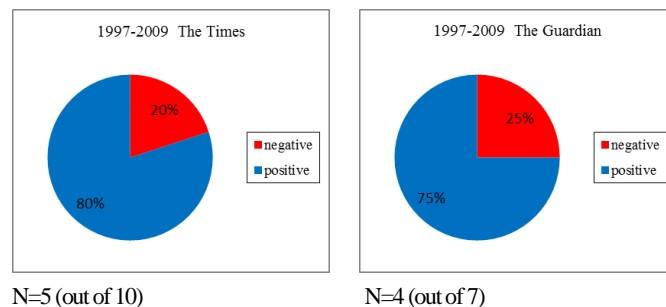 1997-2009 The Times
20%
80%
negative
positive
N=5 (out of 10)
1997-2009 The Guardian
25%
75%
negative
positive
N=4 (out of 7)